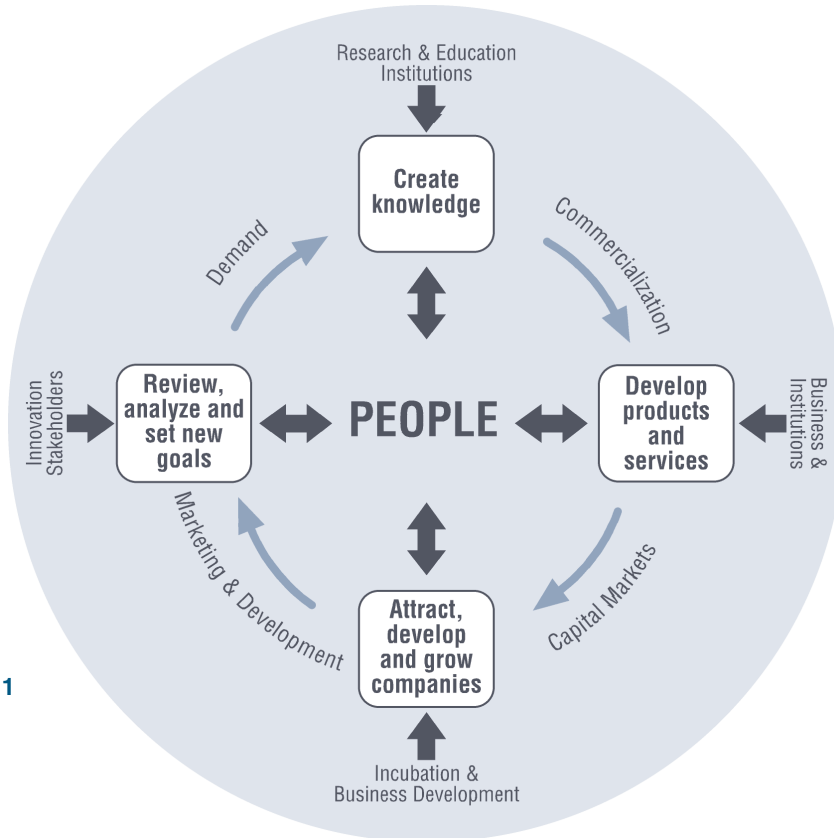 Research & Education
Institutions
Create
knowledge
Demand
Commercialization
Innovation
Stakeholders
Review,
analyze and
set new
goals
PEOPLE
Develop
products
and
services
Business &
Institutions
Marketing & Development
Capital Markets
Attract,
develop
and grow
companies
1
Incubation &
Business Development